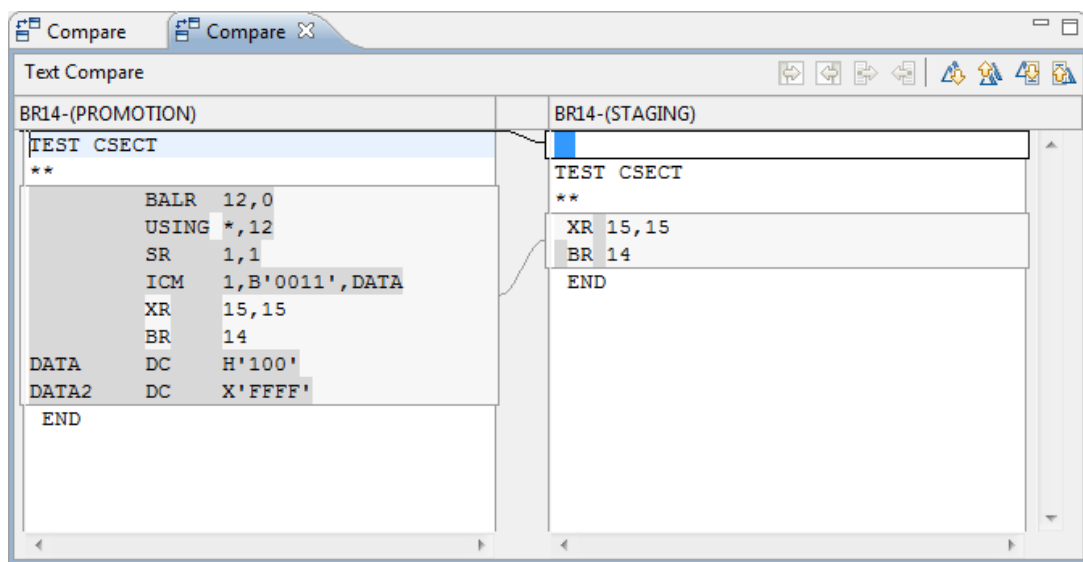 Compare Compare
Text Compare
BR14-(PROMOTION)
TEST CSECT
**
BALR 12,0
USING *,12
SR 1,1
ICM 1,B'0011',DATA
XR 15,15
BR 14
DATA DC H'100'
DATA2 DC X'FFFF'
END
BR14-(STAGING)
TEST CSECT
**
XR 15,15
BR 14
END